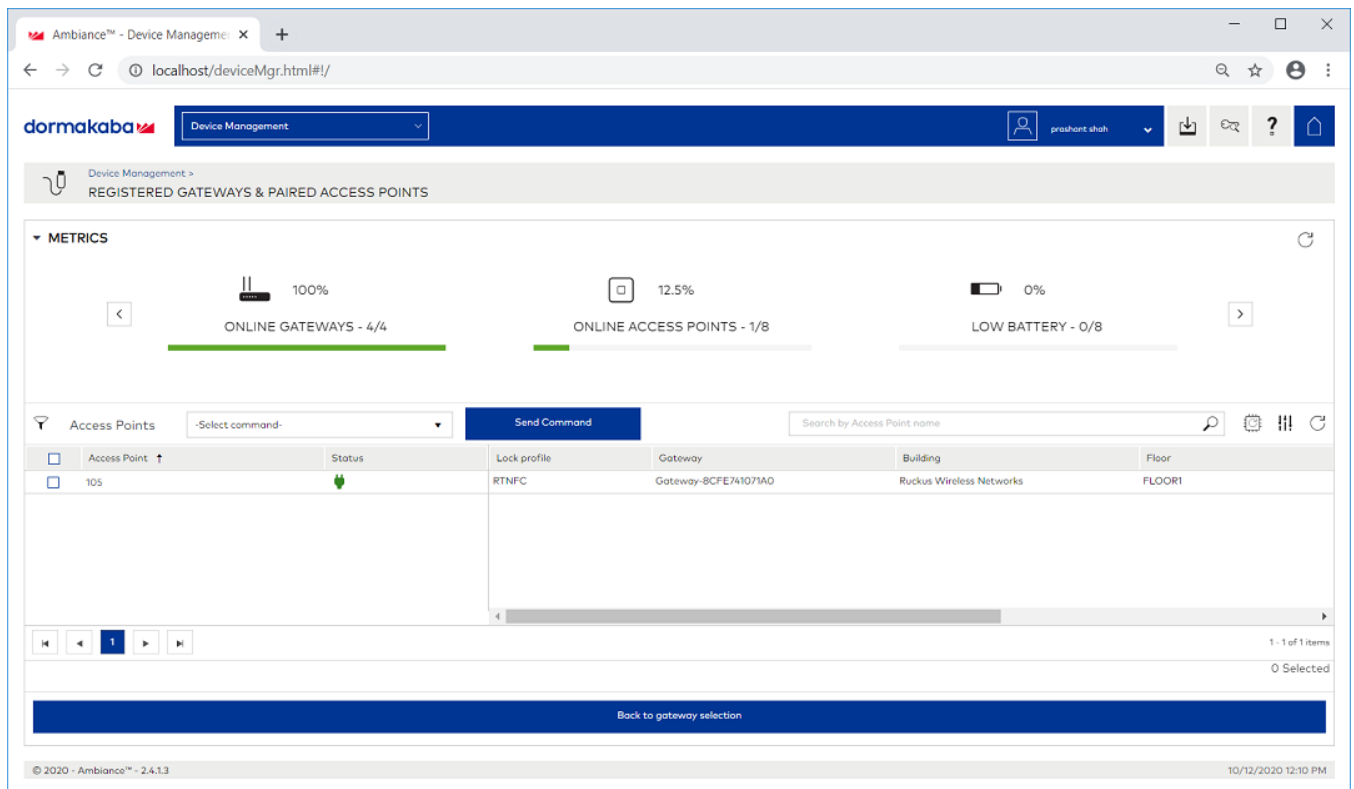 Ambiance™ - Device Managemen
localhost/deviceMgr.html#!/
dormakaba
Device Management
prashant shah
?
Device Management >
REGISTERED GATEWAYS & PAIRED ACCESS POINTS
METRICS
100%
12.5%
0%
ONLINE GATEWAYS - 4/4
ONLINE ACCESS POINTS - 1/8
LOW BATTERY - 0/8
Access Points
-Select command-
Send Command
Search by Access Point name
Access Point ↑ Status Lock profile Gateway Building Floor
105 RTNFC Gateway-8CFE741071A0 Ruckus Wireless Networks FLOOR1
1
1 - 1 of 1 items
0 Selected
Back to gateway selection
© 2020 - Ambiance™ - 2.4.1.3
10/12/2020 12:10 PM